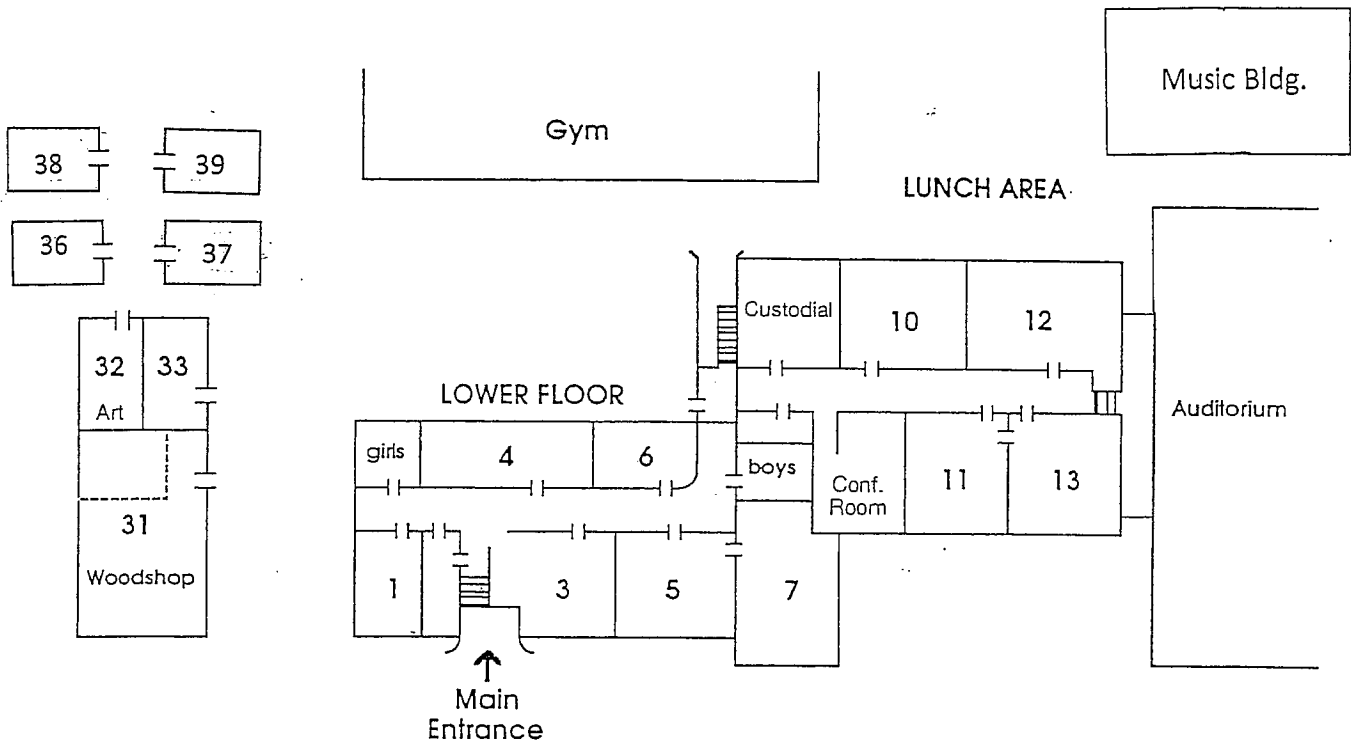 Music Bldg.
Gym
38
39
LUNCH AREA
36
37
Custodial
10
12
32
33
Art
LOWER FLOOR
Auditorium
girls
4
6
boys
Conf.
Room
11
13
31
Woodshop
1
3
5
7
Main
Entrance